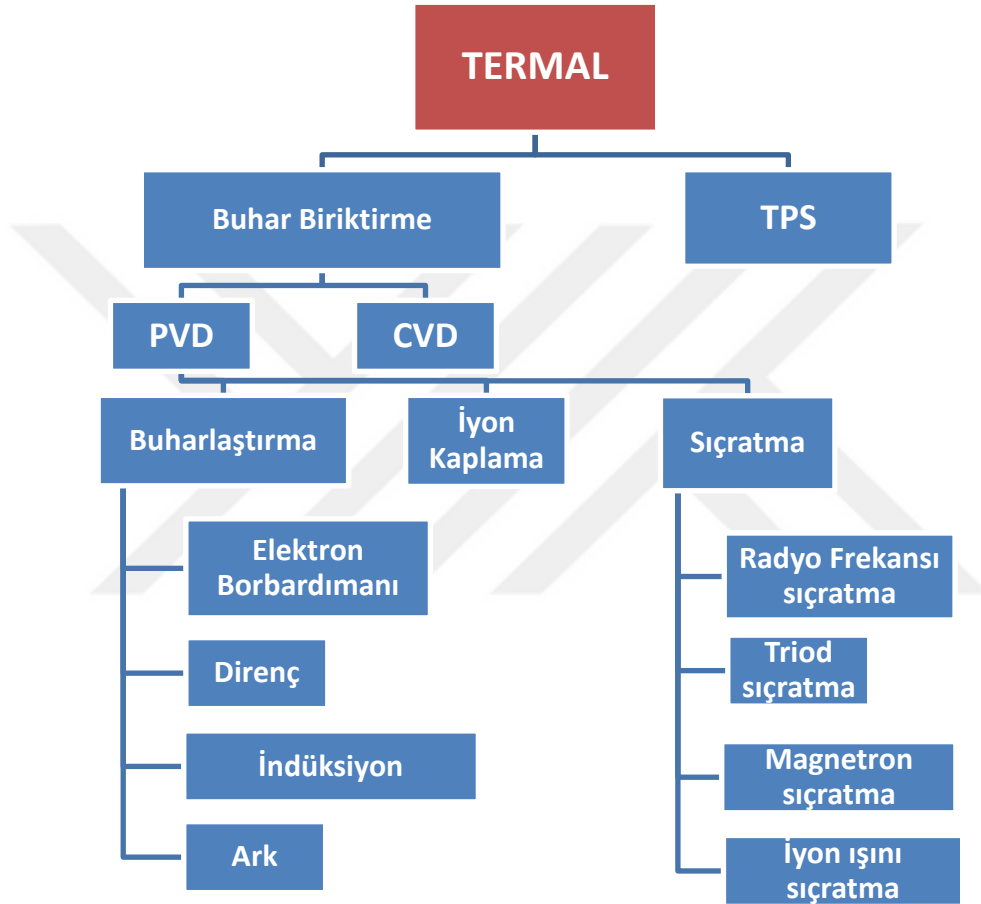 TERMAL
Buhar Biriktirme
TPS
PVD
CVD
Buharlaştırma
İyon
Kaplama
Sıçratma
Elektron
Borbardımanı
Direnç
İndüksiyon
Ark
Radyo Frekansı
sıçratma
Triod
sıçratma
Magnetron
sıçratma
İyon ışını
sıçratma